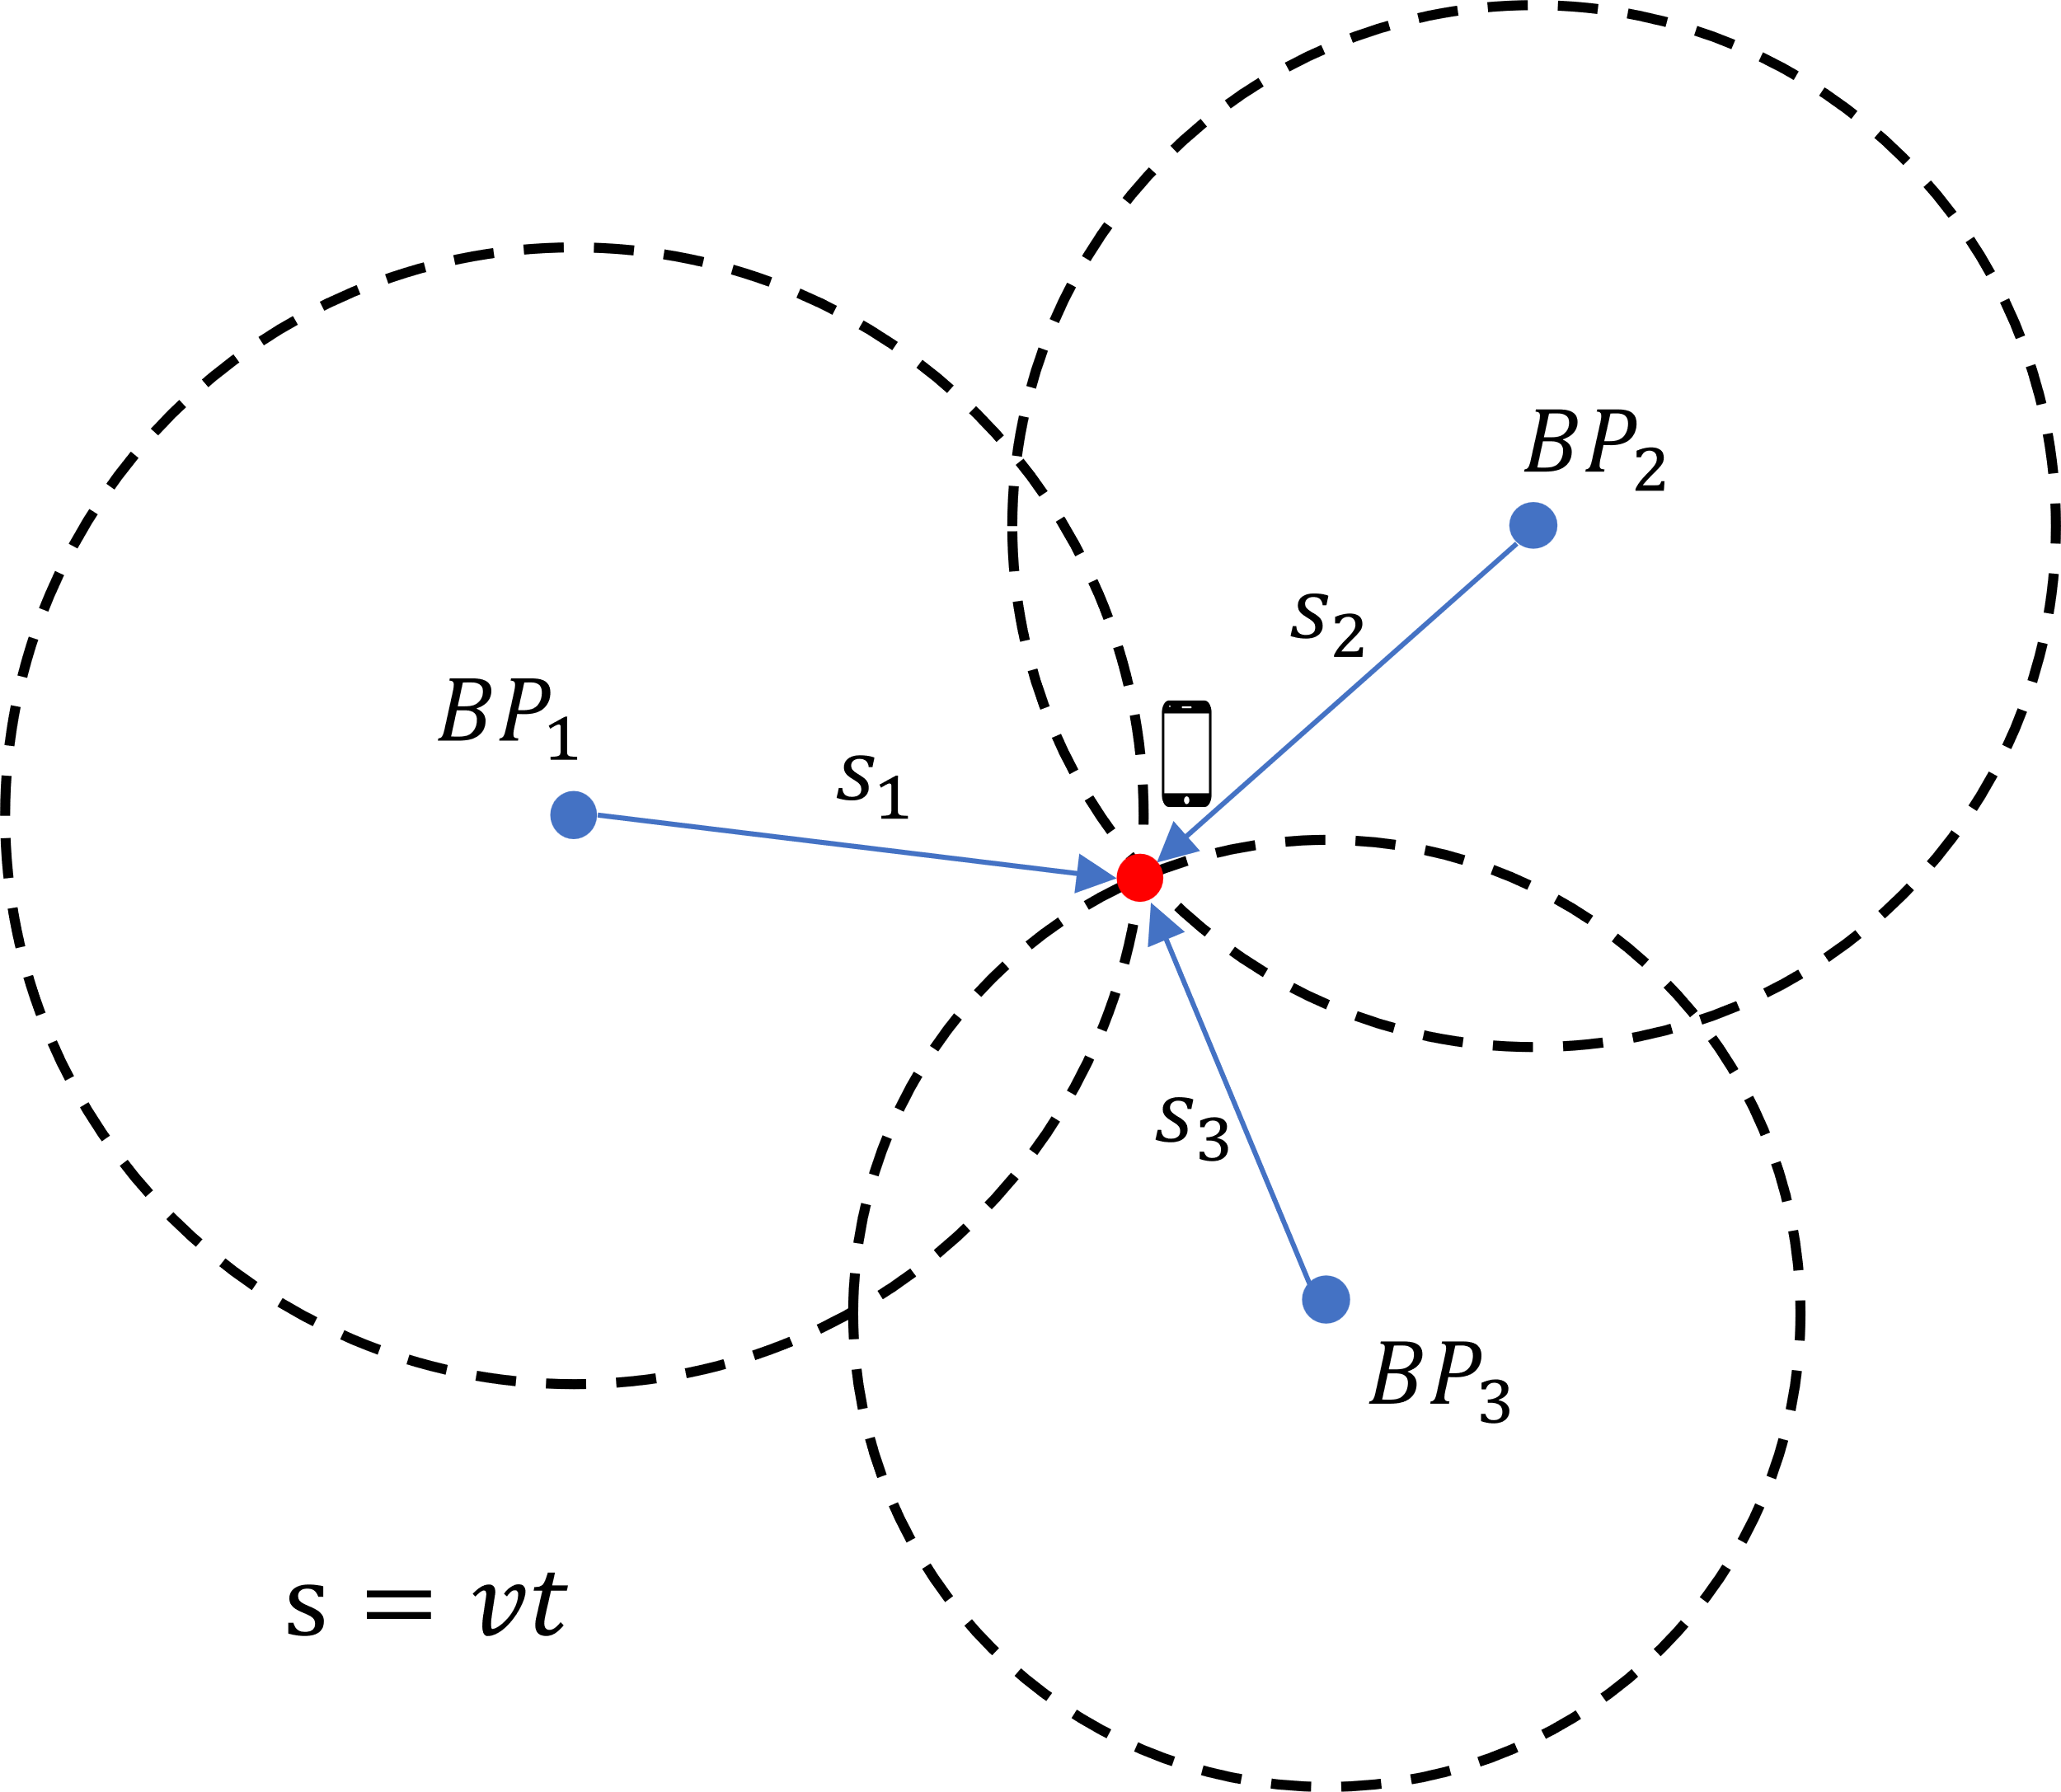 BP₂
s₂
BP₁
s₁
s₃
BP₃
s = vt